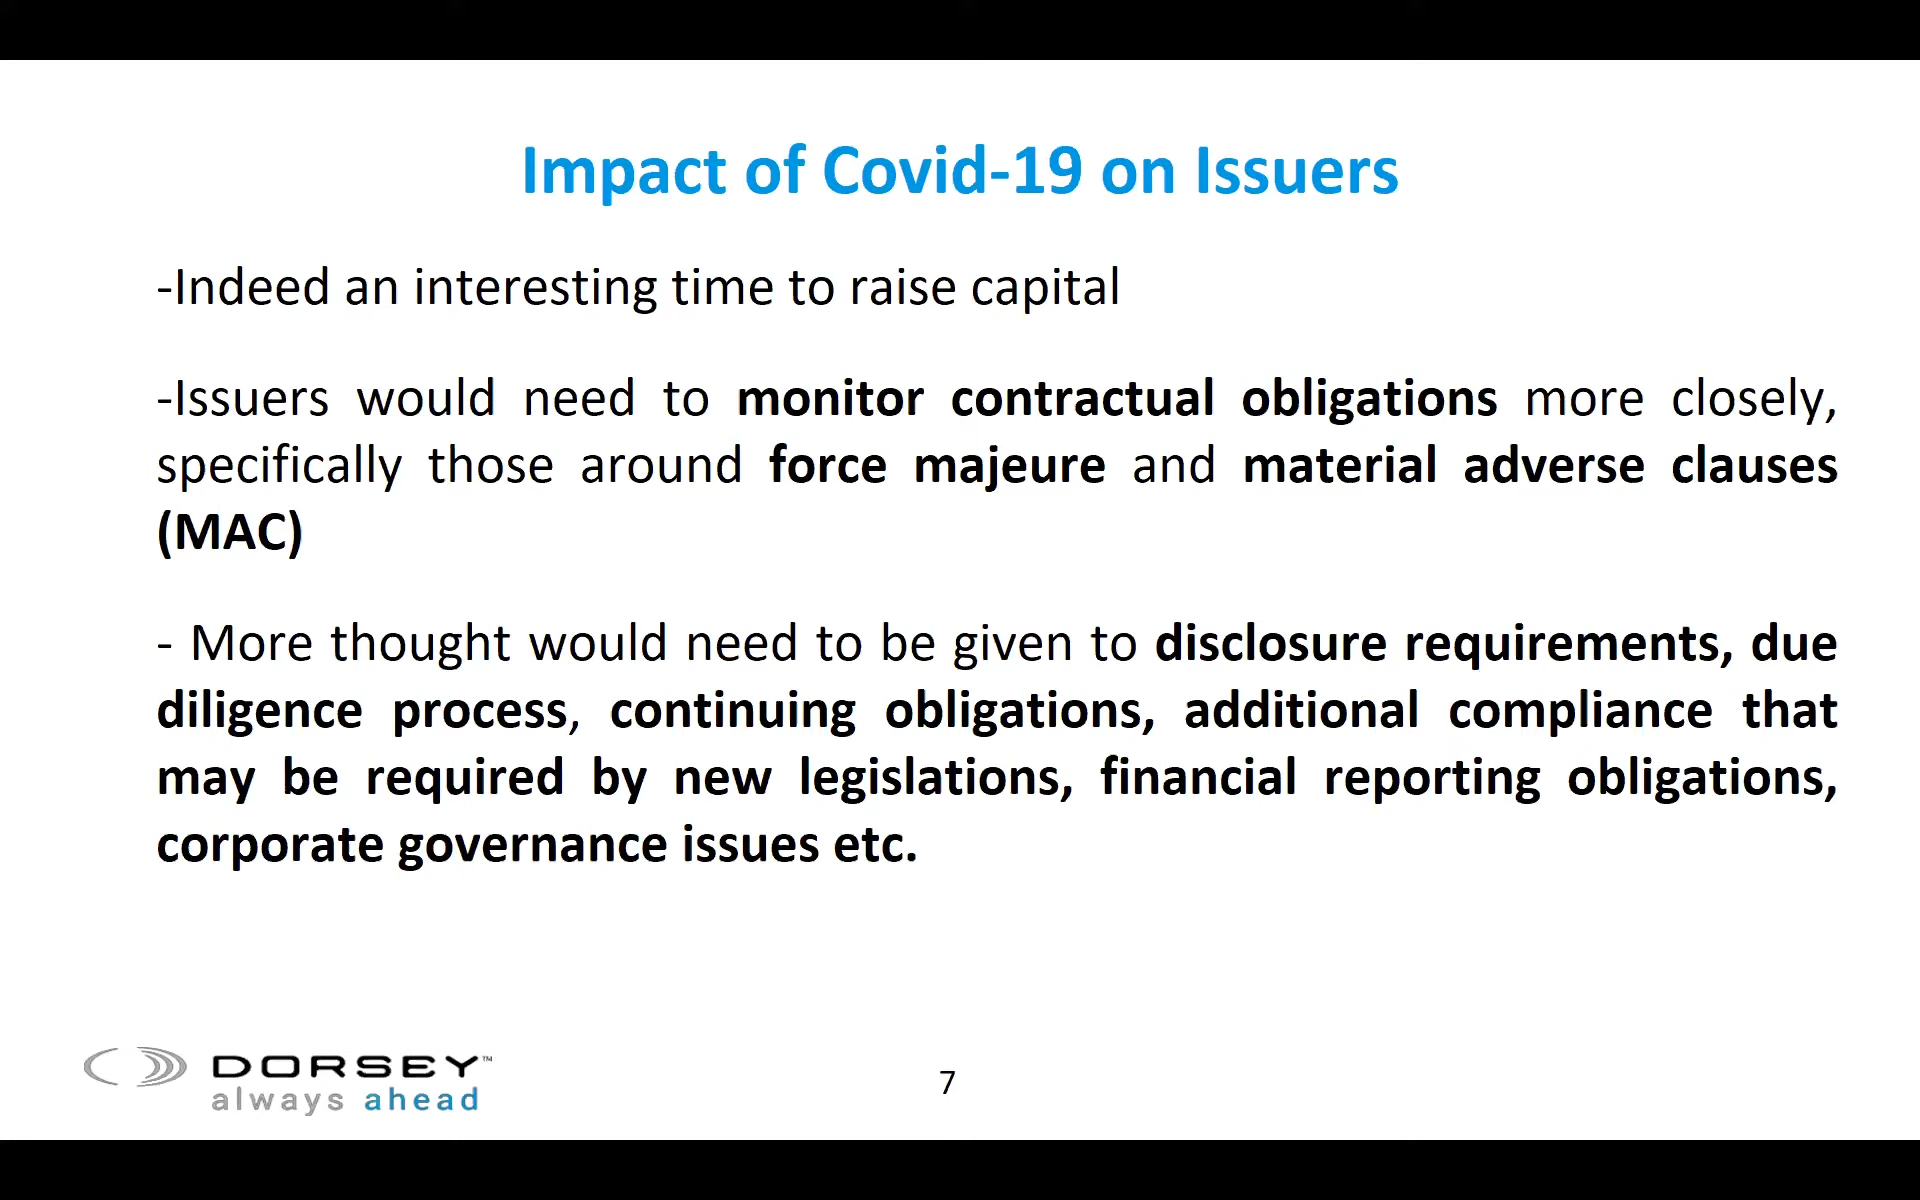 Impact of Covid-19 on Issuers
-Indeed an interesting time to raise capital
-Issuers would need to monitor contractual obligations more closely,
specifically those around force majeure and material adverse clauses
(MAC)
- More thought would need to be given to disclosure requirements, due
diligence process, continuing obligations, additional compliance that
may be required by new legislations, financial reporting obligations,
corporate governance issues etc.
DORSEY™
always ahead
7